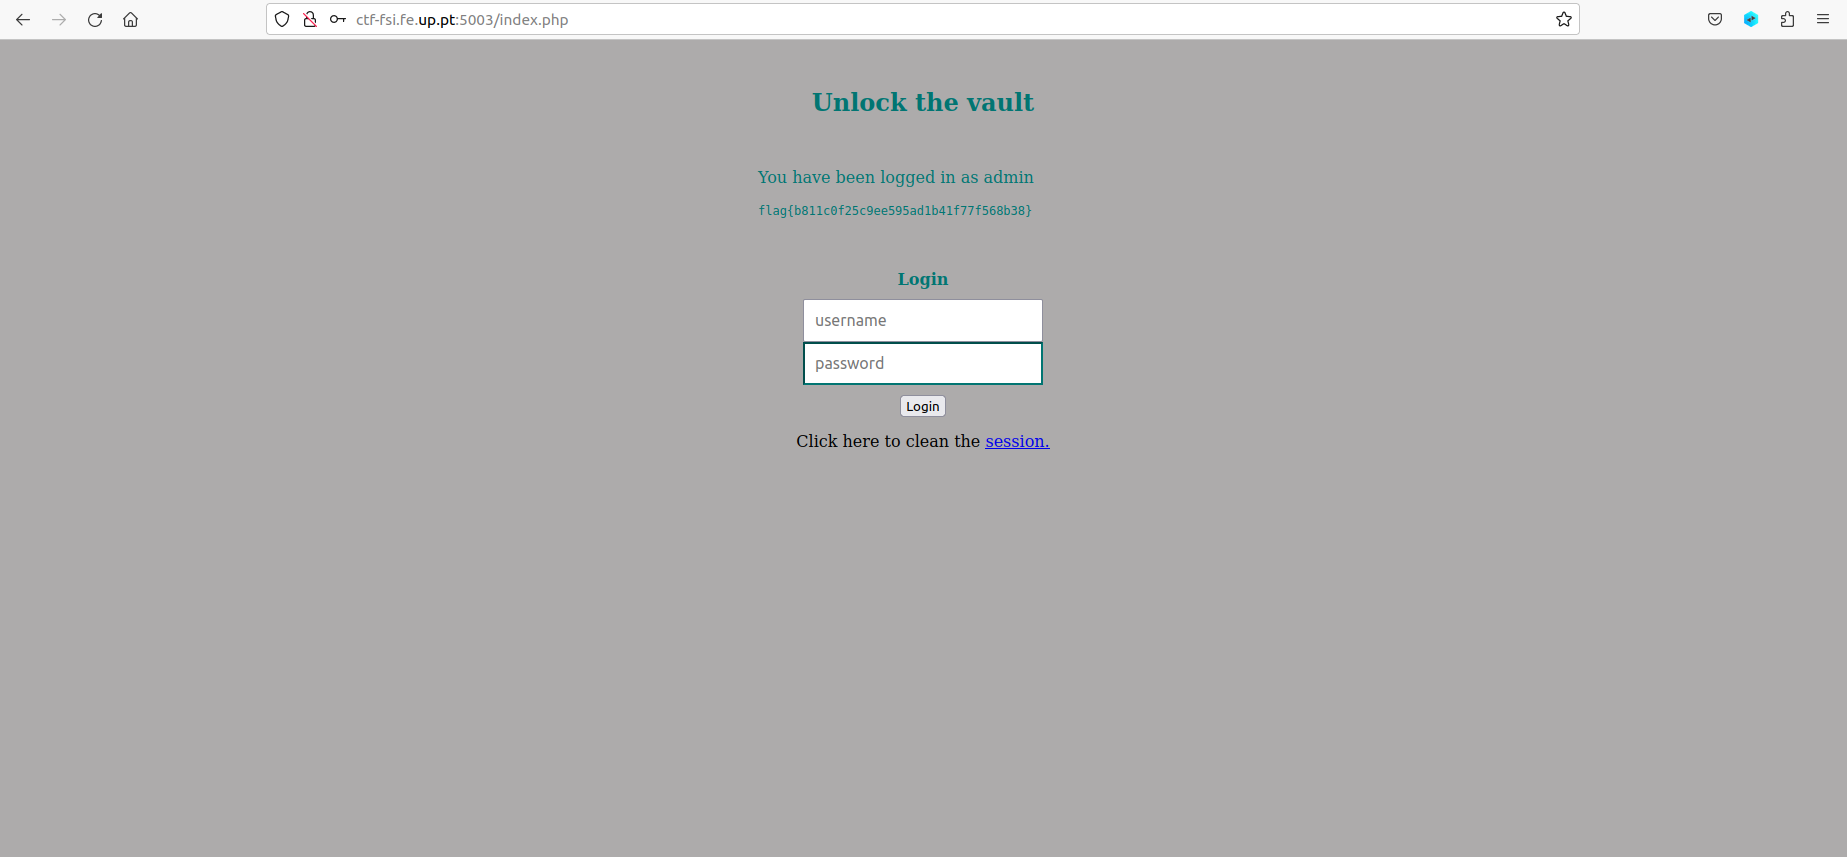 ctf-fsi.fe.up.pt:5003/index.php
Unlock the vault
You have been logged in as admin
flag{b811c0f25c9ee595ad1b41f77f568b38}
Login
username
password
Login
Click here to clean the session.